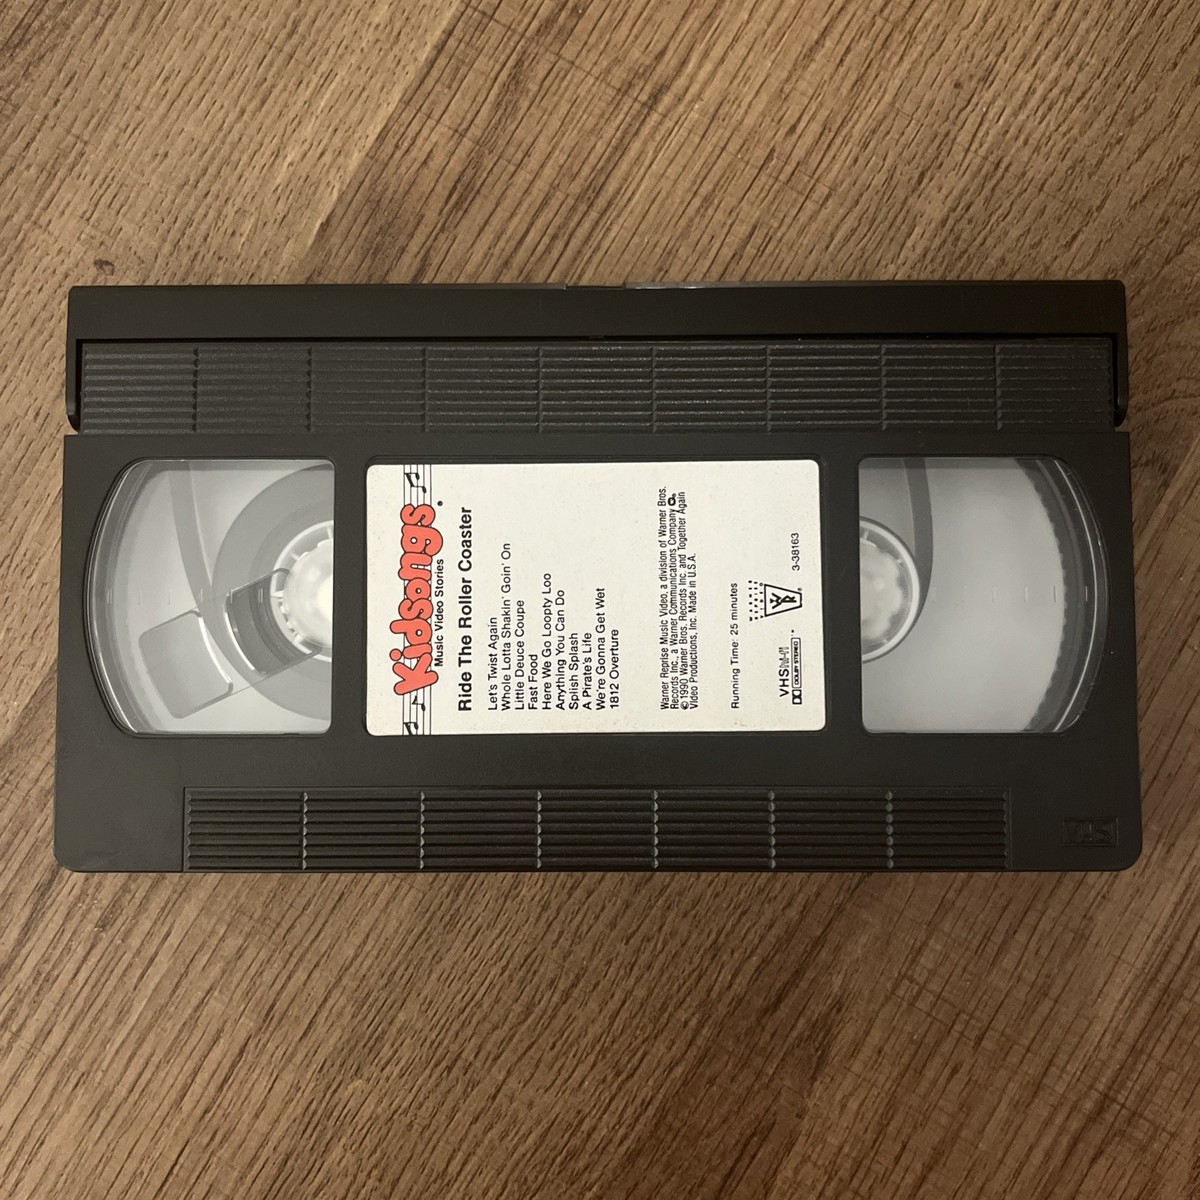 Kidsongs
Music Video Stories
Ride The Roller Coaster
Let's Twist Again
Whole Lotta Shakin' Goin' On
Little Deuce Coupe
Fast Food
Here We Go Loopty Loo
Anything You Can Do
Splish Splash
A Pirate's Life
We're Gonna Get Wet
1812 Overture
Warner Reprise Music Video, a division of Warner Bros.
Records Inc., a Warner Communications Company
© 1990 Warner Bros. Records Inc. and Together Again
Video Productions, Inc. Made in U.S.A.
Running Time: 25 minutes
VHS
DOLBY STEREO
3-38163